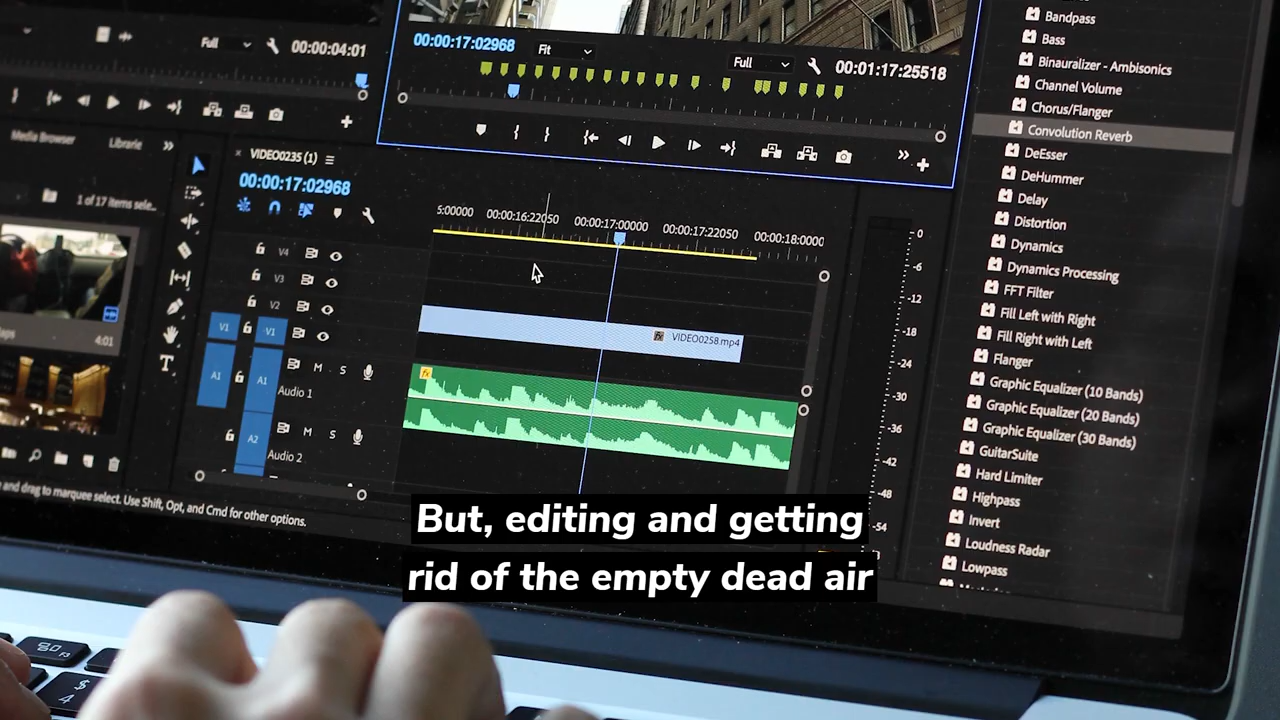 Full
00:00:04:01
Media Browser
Librarie
1 of 17 items sele...
4:01
and drag to marquee select. Use Shift, Opt, and Cmd for other options.
00:00:17:02968
Fit
Full
00:01:17:25518
VIDEO0235 (1)
00:00:17:02968
5:00000
00:00:16:22050
00:00:17:00000
00:00:17:22050
00:00:18:0000
V4
V3
V2
V1 V1
VIDEO0258.mp4
A1 A1 M S
Audio 1
A2 M S
Audio 2
0
-6
-12
-18
-24
-30
-36
-42
-48
-54
Bandpass
Bass
Binauralizer - Ambisonics
Channel Volume
Chorus/Flanger
Convolution Reverb
DeEsser
DeHummer
Delay
Distortion
Dynamics
Dynamics Processing
FFT Filter
Fill Left with Right
Fill Right with Left
Flanger
Graphic Equalizer (10 Bands)
Graphic Equalizer (20 Bands)
Graphic Equalizer (30 Bands)
GuitarSuite
Hard Limiter
Highpass
Invert
Loudness Radar
Lowpass
But, editing and getting
rid of the empty dead air
F3
$
4